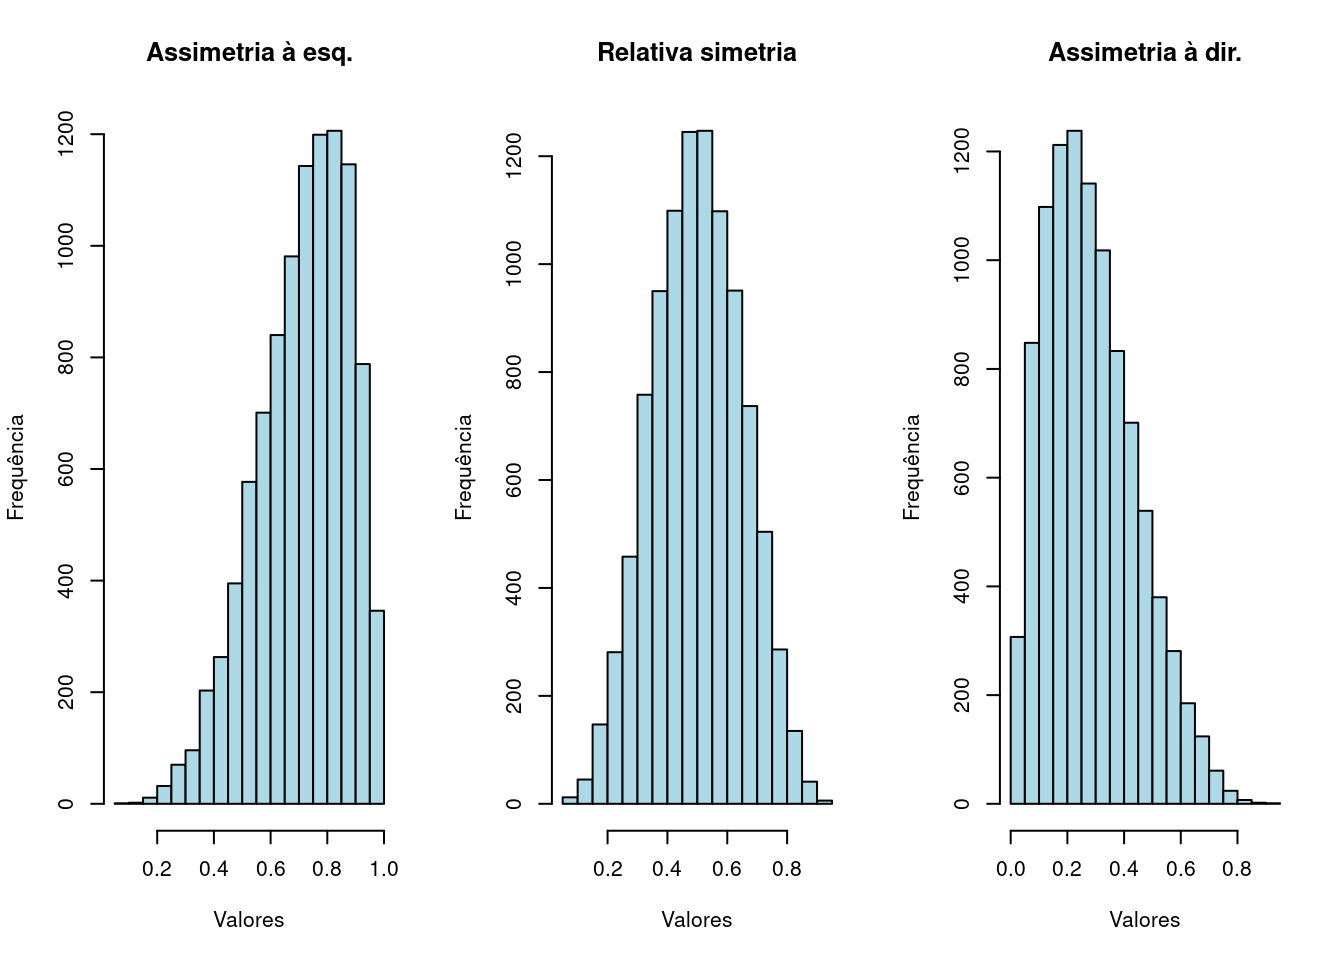 Assimetria à esq.
Frequência
1200
1000
800
600
400
200
0
0.2 0.4 0.6 0.8 1.0
Valores
Relativa simetria
Frequência
1200
1000
800
600
400
200
0
0.2 0.4 0.6 0.8
Valores
Assimetria à dir.
Frequência
1200
1000
800
600
400
200
0
0.0 0.2 0.4 0.6 0.8
Valores